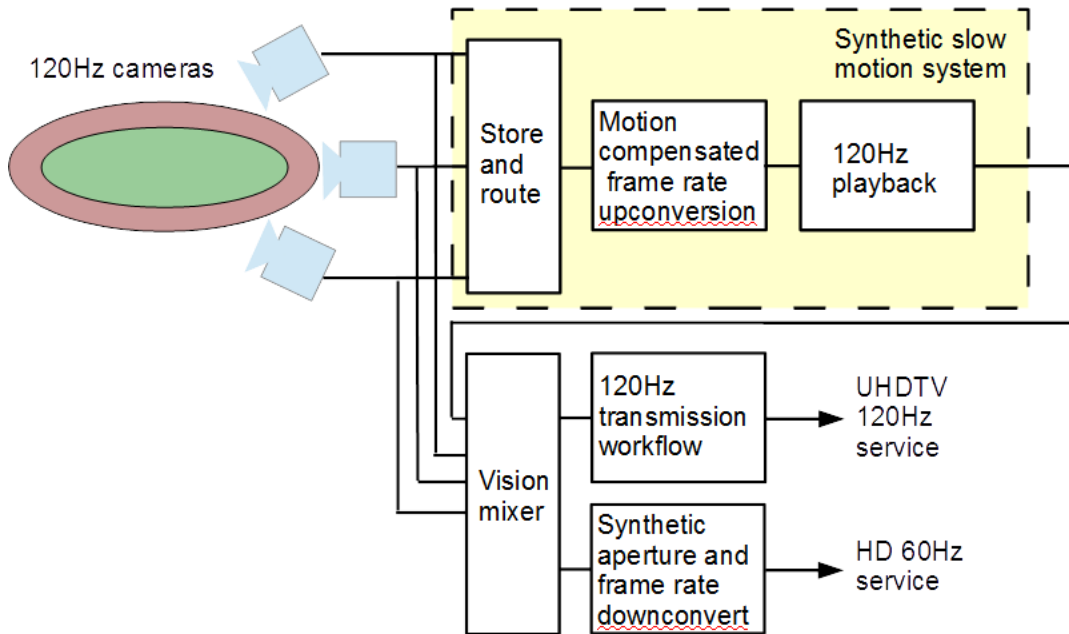 120Hz cameras
Synthetic slow
motion system
Store
and
route
Motion
compensated
frame rate
upconversion
120Hz
playback
Vision
mixer
120Hz
transmission
workflow
UHDTV
120Hz
service
Synthetic
aperture and
frame rate
downconvert
HD 60Hz
service